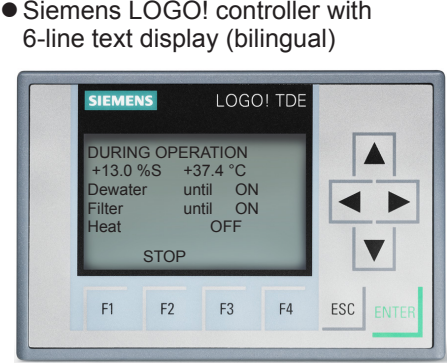 ● Siemens LOGO! controller with
6-line text display (bilingual)
SIEMENS LOGO! TDE
DURING OPERATION
+13.0 %S +37.4 °C
Dewater until ON
Filter until ON
Heat OFF
STOP
F1 F2 F3 F4 ESC ENTER